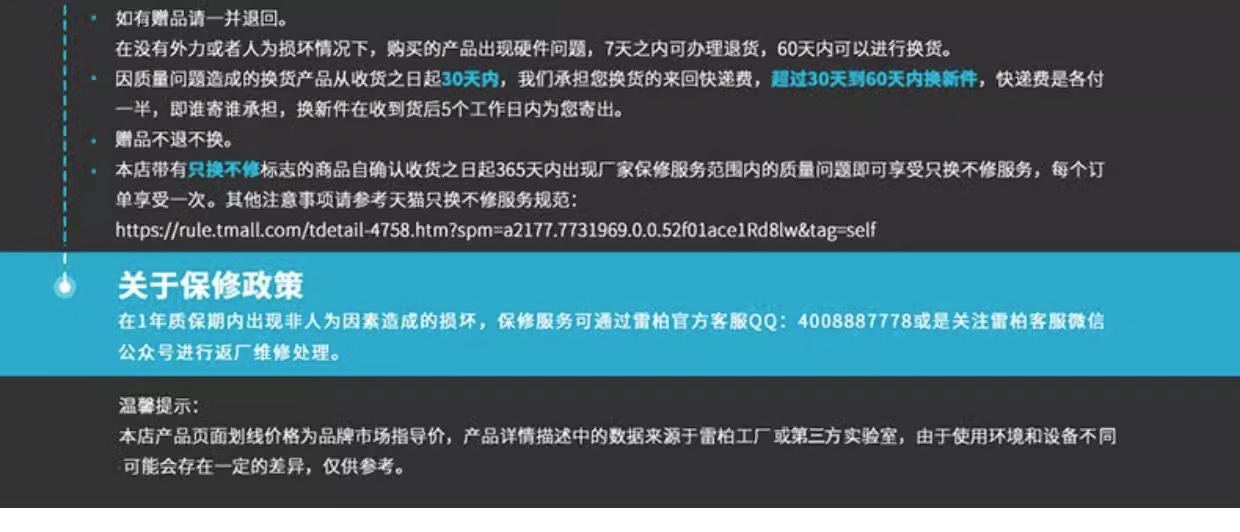 如有赠品请一并退回。
在没有外力或者人为损坏情况下，购买的产品出现硬件问题，7天之内可办理退货，60天内可以进行换货。
因质量问题造成的换货产品从收货之日起30天内，我们承担您换货的来回快递费，超过30天到60天内换新件，快递费是各付
一半，即谁寄谁承担，换新件在收到货后5个工作日内为您寄出。
赠品不退不换。
本店带有只换不修标志的商品自确认收货之日起365天内出现厂家保修服务范围内的质量问题即可享受只换不修服务，每个订
单享受一次。其他注意事项请参考天猫只换不修服务规范：
https://rule.tmall.com/tdetail-4758.htm?spm=a2177.7731969.0.0.52f01ace1Rd8lw&tag=self
关于保修政策
在1年质保期内出现非人为因素造成的损坏，保修服务可通过雷柏官方客服QQ：4008887778或是关注雷柏客服微信
公众号进行返厂维修处理。
温馨提示：
本店产品页面划线价格为品牌市场指导价，产品详情描述中的数据来源于雷柏工厂或第三方实验室，由于使用环境和设备不同
可能会存在一定的差异，仅供参考。